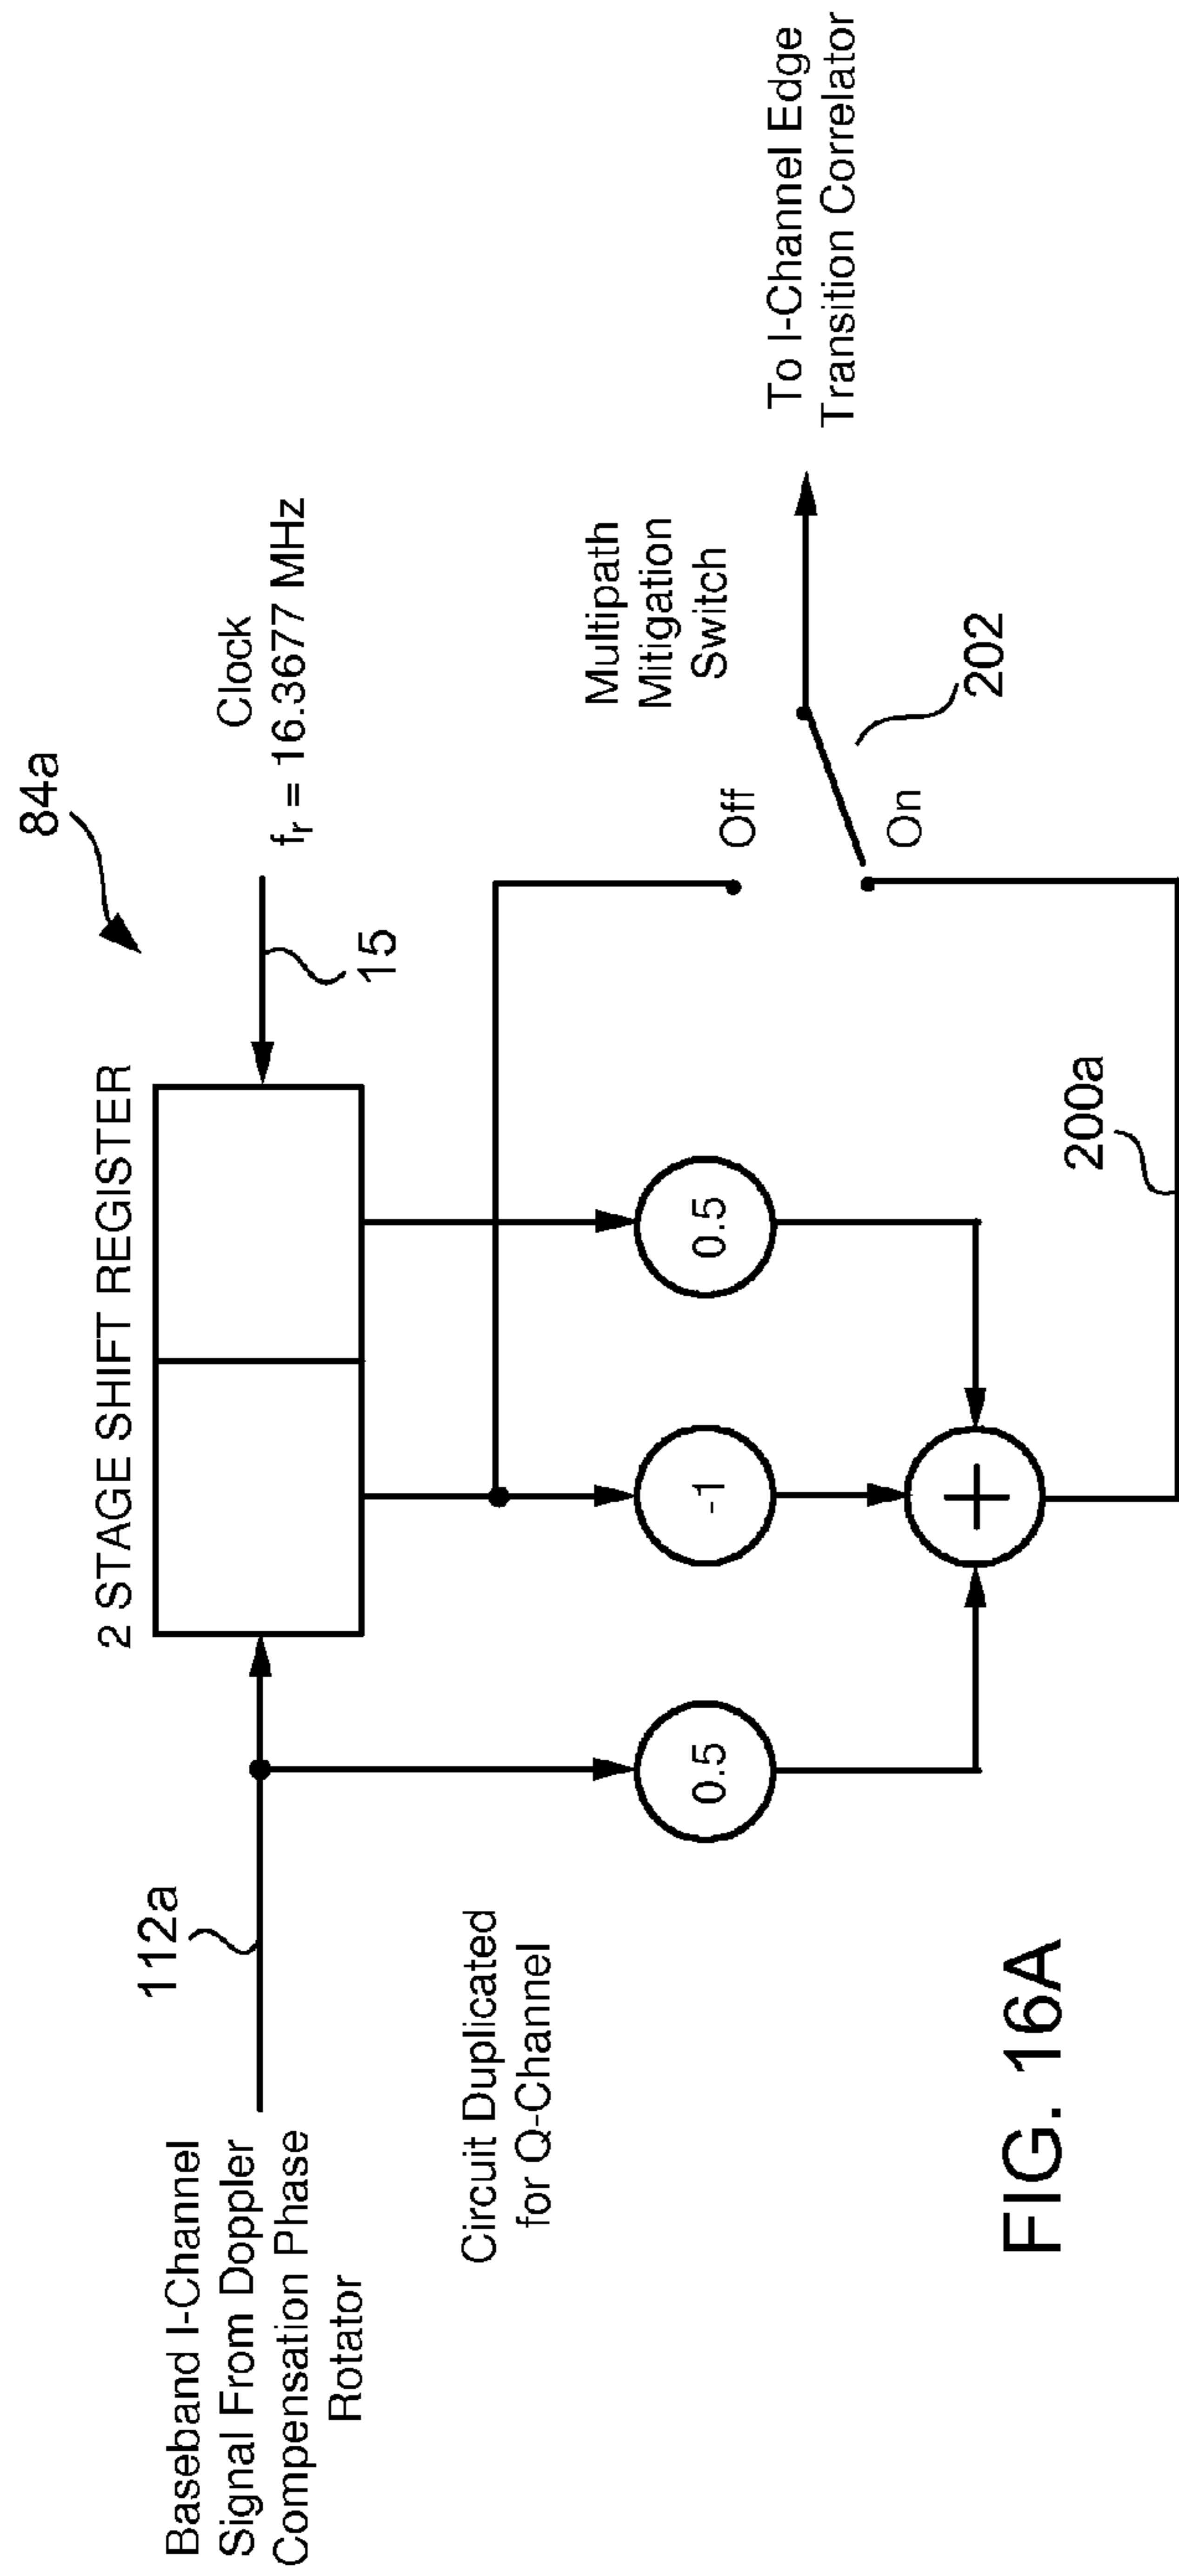 84a
2 STAGE SHIFT REGISTER
Clock
fr = 16.3677 MHz
15
112a
Baseband I-Channel
Signal From Doppler
Compensation Phase
Rotator
Circuit Duplicated
for Q-Channel
0.5
-1
0.5
+
Multipath
Mitigation
Switch
Off
On
202
To I-Channel Edge
Transition Correlator
200a
FIG. 16A